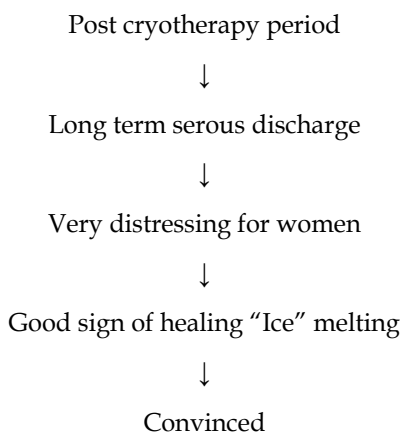 Post cryotherapy period
↓
Long term serous discharge
↓
Very distressing for women
↓
Good sign of healing “Ice” melting
↓
Convinced